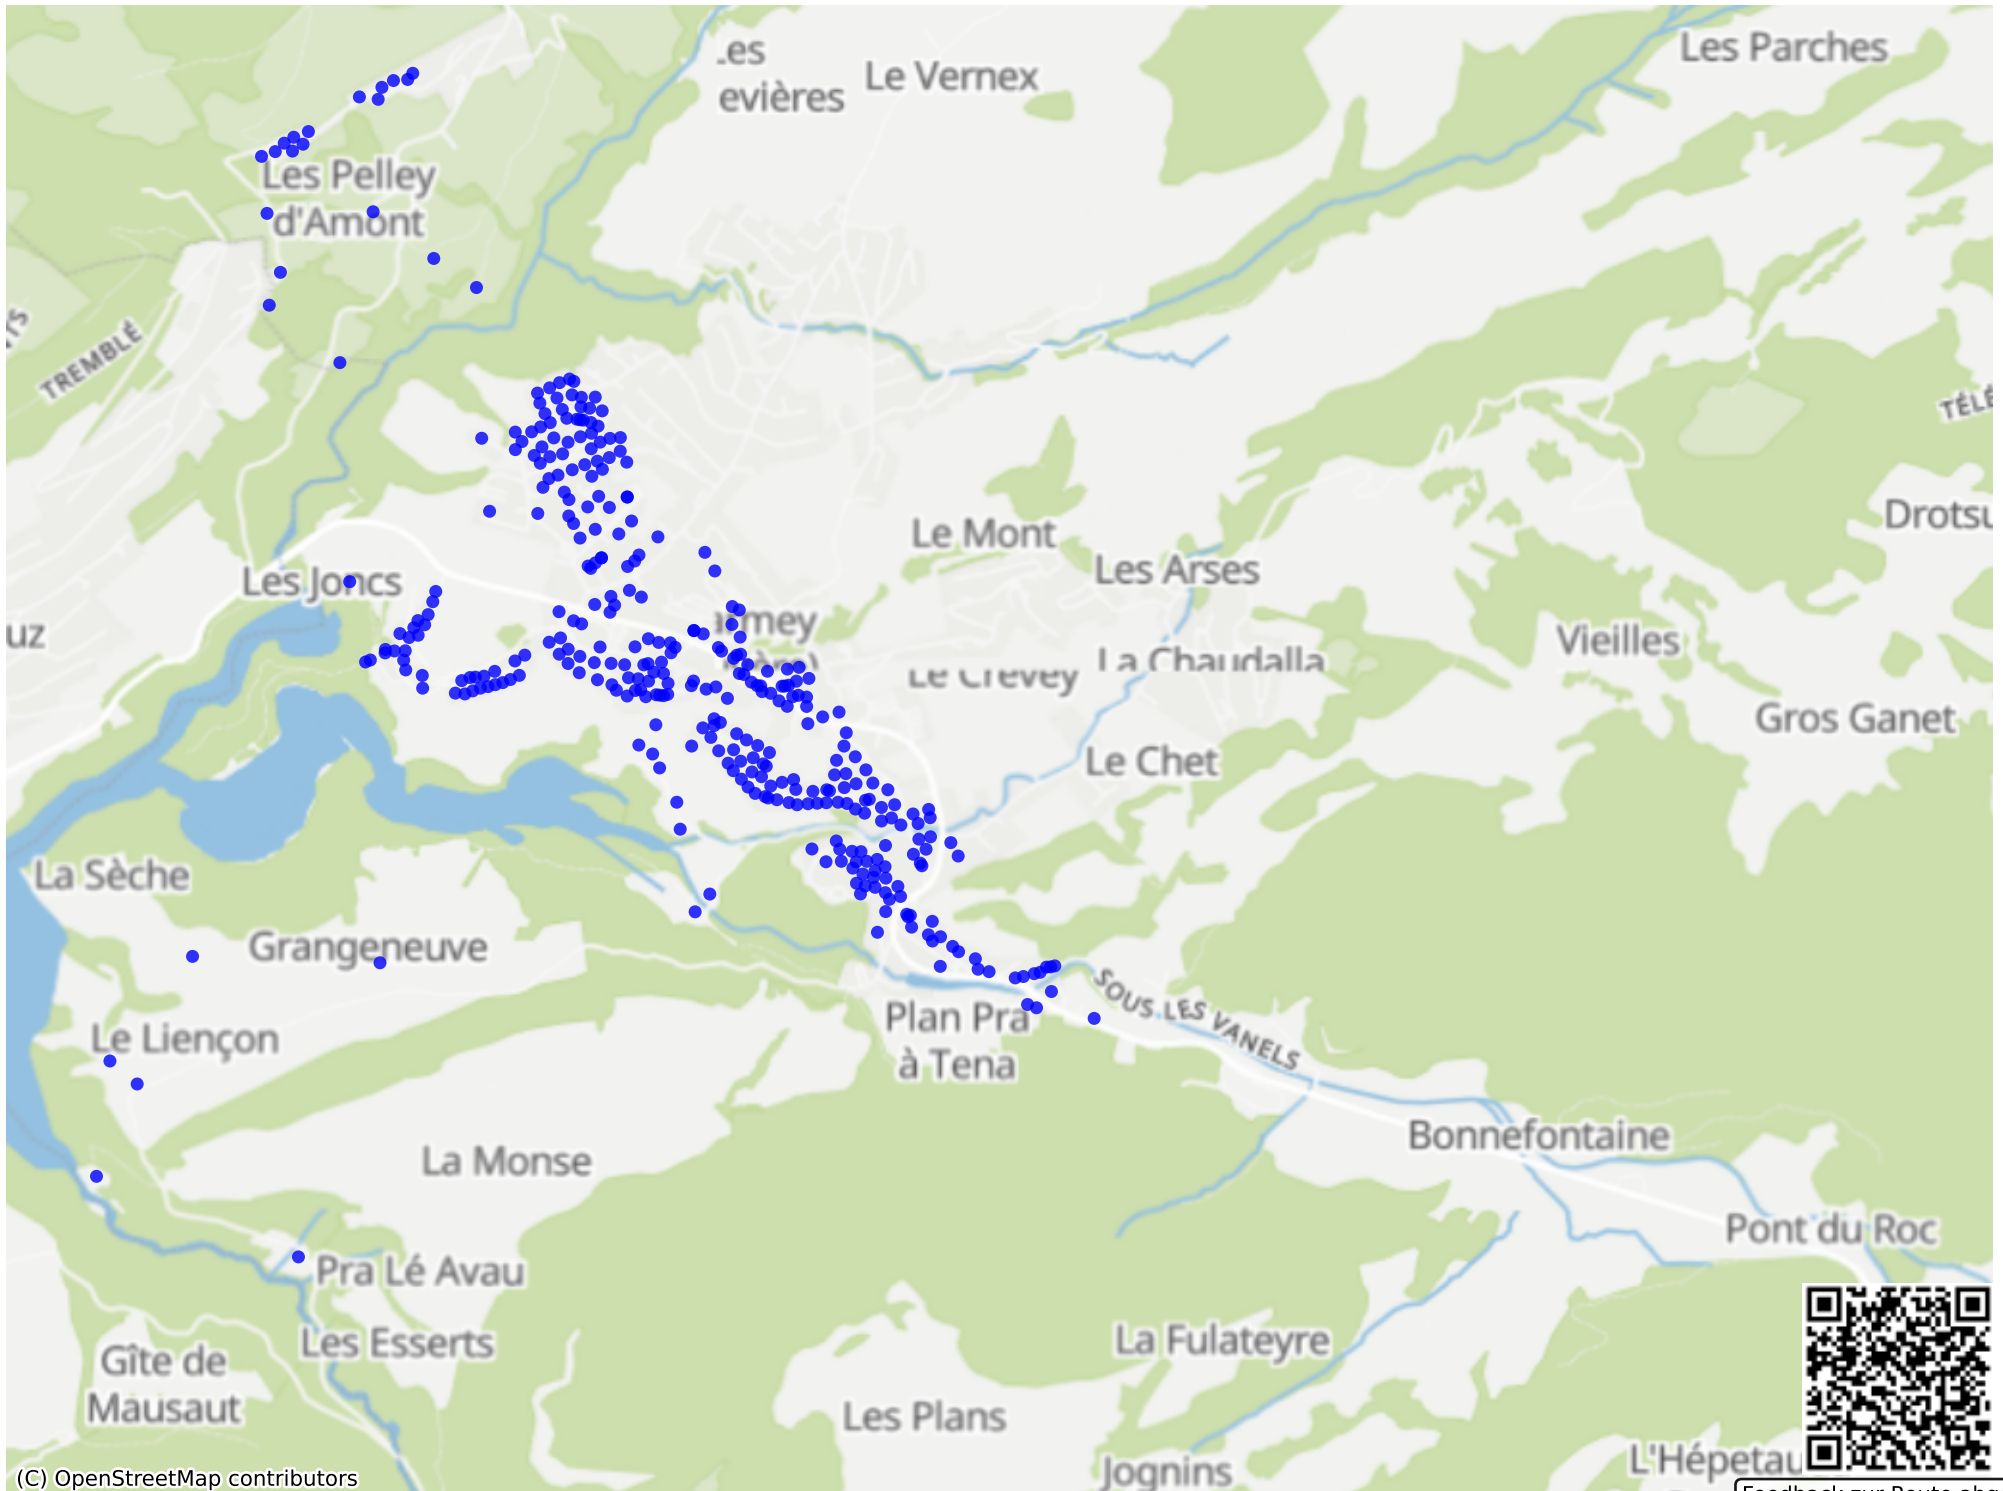 Les Parches
Le Vernex
evières
Les Pelley
d'Amont
TREMBLÉ
Drotsu
Le Mont
Les Arses
Les Joncs
uz
Vieilles
La Chaudalla
Le Crevey
Gros Ganet
Le Chet
La Sèche
Grangeneuve
SOUS LES VANELS
Plan Pra
à Tena
Le Liençon
Bonnefontaine
La Monse
Pont du Roc
Pra Lé Avau
Les Esserts
La Fulateyre
Gîte de
Mausaut
Les Plans
L'Hépetau
Jognins
(C) OpenStreetMap contributors